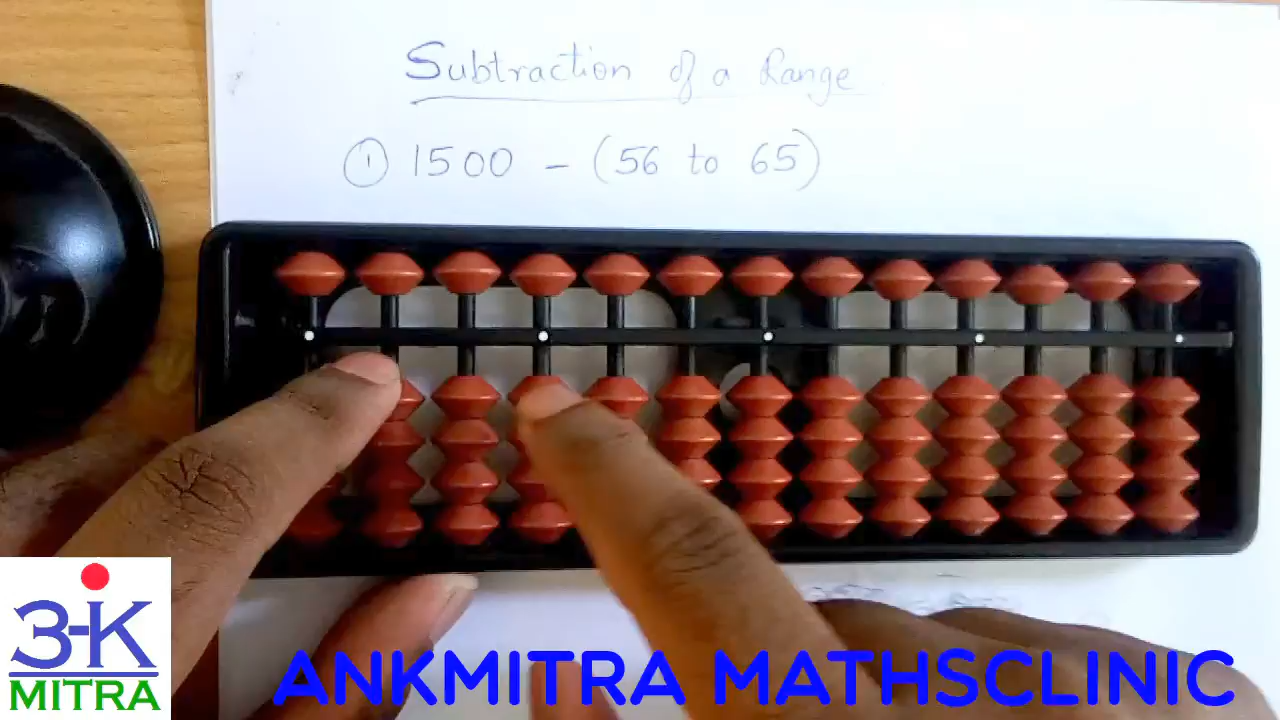 Subtraction of a Range
① 1500 - (56 to 65)
3-K
MITRA
ANKMITRA MATHSCLINIC